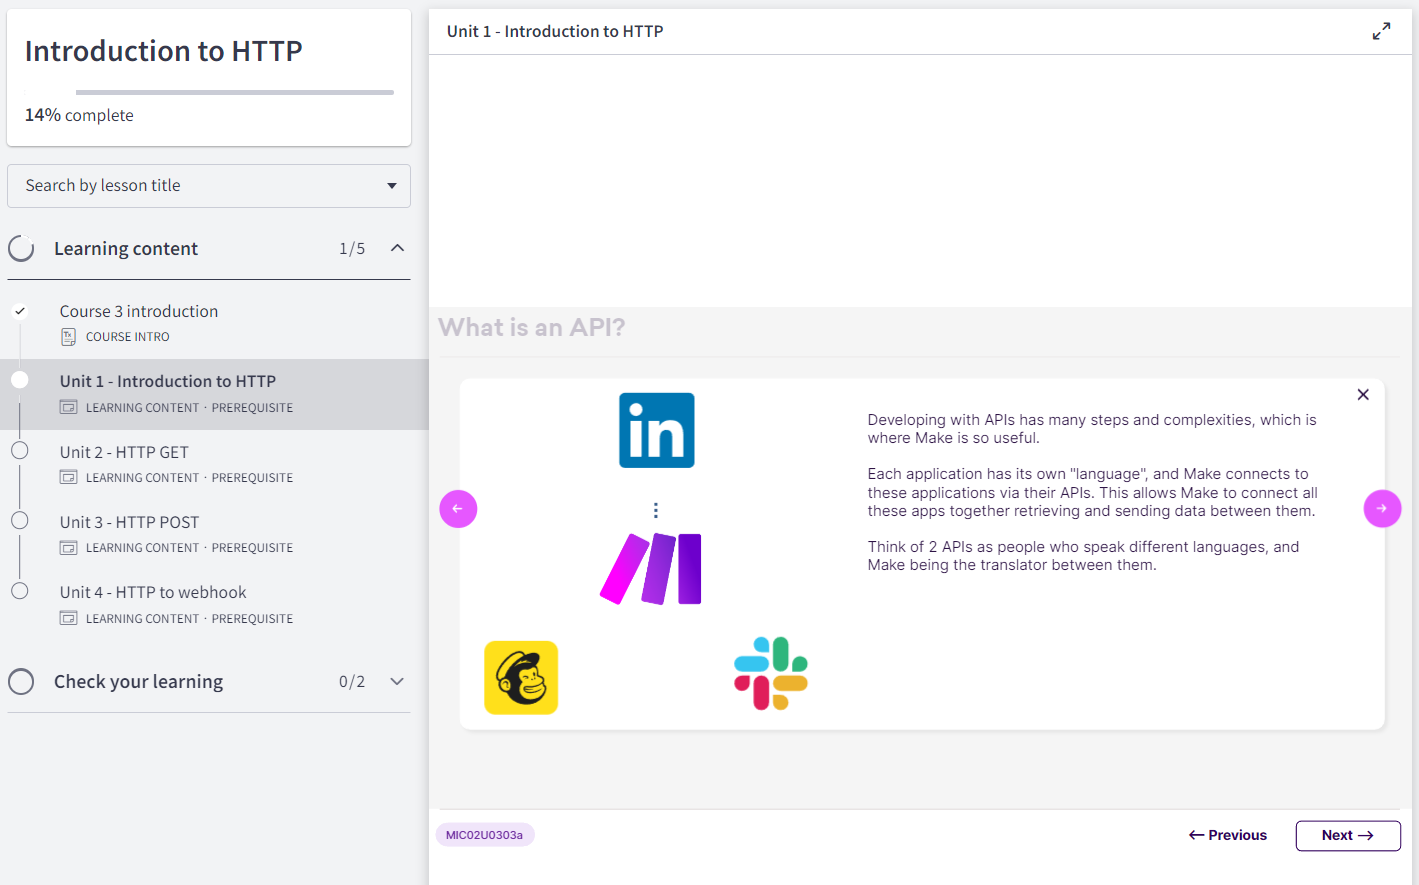 Introduction to HTTP
14% complete
Search by lesson title
Learning content 1/5
Course 3 introduction
COURSE INTRO
Unit 1 - Introduction to HTTP
LEARNING CONTENT · PREREQUISITE
Unit 2 - HTTP GET
LEARNING CONTENT · PREREQUISITE
Unit 3 - HTTP POST
LEARNING CONTENT · PREREQUISITE
Unit 4 - HTTP to webhook
LEARNING CONTENT · PREREQUISITE
Check your learning 0/2
Unit 1 - Introduction to HTTP
What is an API?
in
Developing with APIs has many steps and complexities, which is
where Make is so useful.
Each application has its own "language", and Make connects to
these applications via their APIs. This allows Make to connect all
these apps together retrieving and sending data between them.
Think of 2 APIs as people who speak different languages, and
Make being the translator between them.
MIC02U0303a
← Previous
Next →